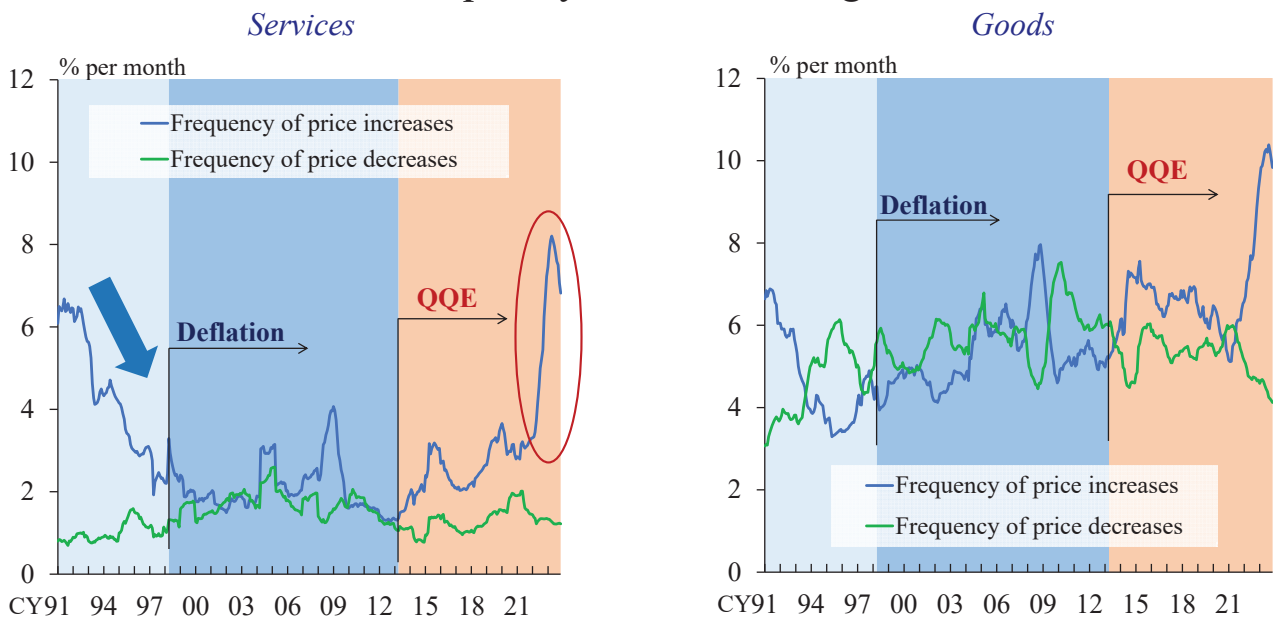 Services
% per month
12
10
8
6
4
2
0
Frequency of price increases
Frequency of price decreases
QQE
Deflation
CY91 94 97 00 03 06 09 12 15 18 21
Goods
% per month
12
10
8
6
4
2
0
QQE
Deflation
Frequency of price increases
Frequency of price decreases
CY91 94 97 00 03 06 09 12 15 18 21